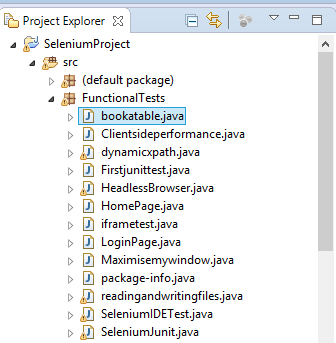 Project Explorer
SeleniumProject
src
(default package)
FunctionalTests
bookatable.java
Clientsideperformance.java
dynamicxpath.java
Firstjunittest.java
HeadlessBrowser.java
HomePage.java
iframetest.java
LoginPage.java
Maximisemywindow.java
package-info.java
readingandwritingfiles.java
SeleniumIDETest.java
SeleniumJunit.java